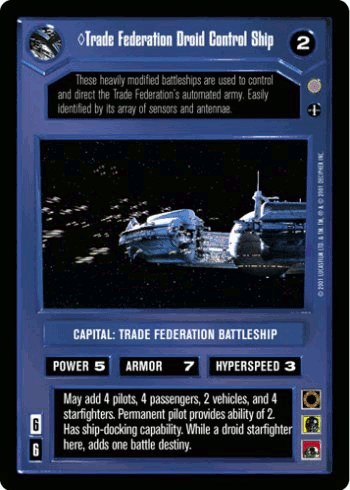 ◊Trade Federation Droid Control Ship
2
These heavily modified battleships are used to control
and direct the Trade Federation's automated army. Easily
identified by its array of sensors and antennae.
© 2001 LUCASFILM LTD. & TM, TM, ® & © 2001 DECIPHER INC.
CAPITAL: TRADE FEDERATION BATTLESHIP
POWER 5 ARMOR 7 HYPERSPEED 3
May add 4 pilots, 4 passengers, 2 vehicles, and 4
starfighters. Permanent pilot provides ability of 2.
Has ship-docking capability. While a droid starfighter
here, adds one battle destiny.
6
6